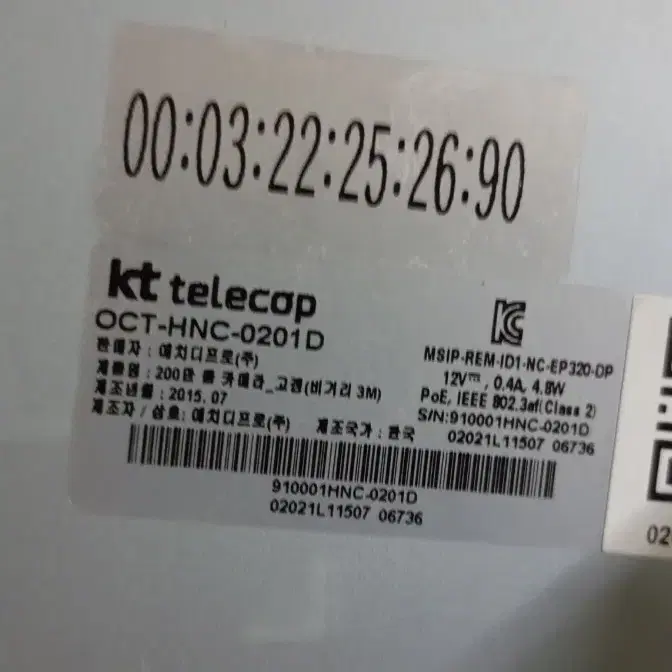 00:03:22:25:26:90
kt telecop
OCT-HNC-0201D
판매자 : 에치디프로(주)
제품명 : 200만 돔 카메라_고정(비거리 3M)
제조년월 : 2015. 07
제조자 / 상호: 에치디프로(주) 제조국가 : 한국
MSIP-REM-ID1-NC-EP320-DP
12V⎓, 0.4A, 4.8W
PoE, IEEE 802.3af(Class 2)
S/N:910001HNC-0201D
02021L11507 06736
910001HNC-0201D
02021L11507 06736
02